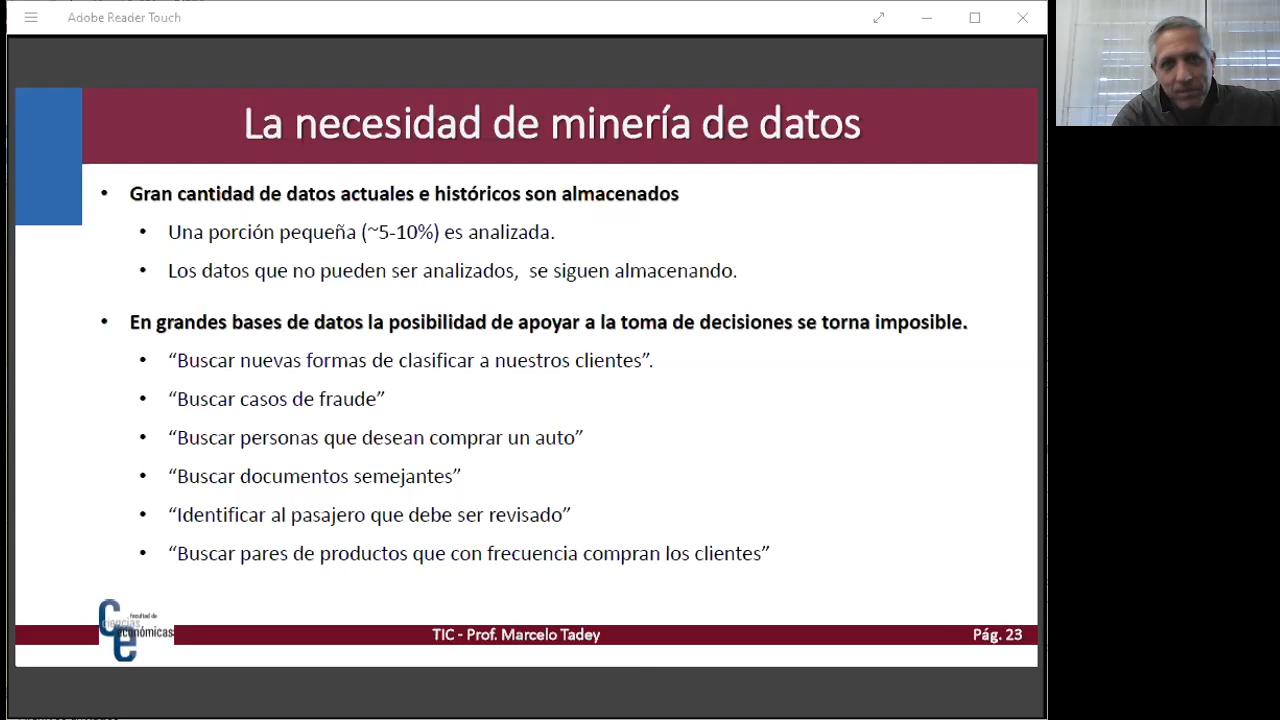 Adobe Reader Touch
La necesidad de minería de datos
• Gran cantidad de datos actuales e históricos son almacenados
• Una porción pequeña (~5-10%) es analizada.
• Los datos que no pueden ser analizados, se siguen almacenando.
• En grandes bases de datos la posibilidad de apoyar a la toma de decisiones se torna imposible.
• “Buscar nuevas formas de clasificar a nuestros clientes”.
• “Buscar casos de fraude”
• “Buscar personas que desean comprar un auto”
• “Buscar documentos semejantes”
• “Identificar al pasajero que debe ser revisado”
• “Buscar pares de productos que con frecuencia compran los clientes”
facultad de
ciencias
económicas
TIC - Prof. Marcelo Tadey
Pág. 23